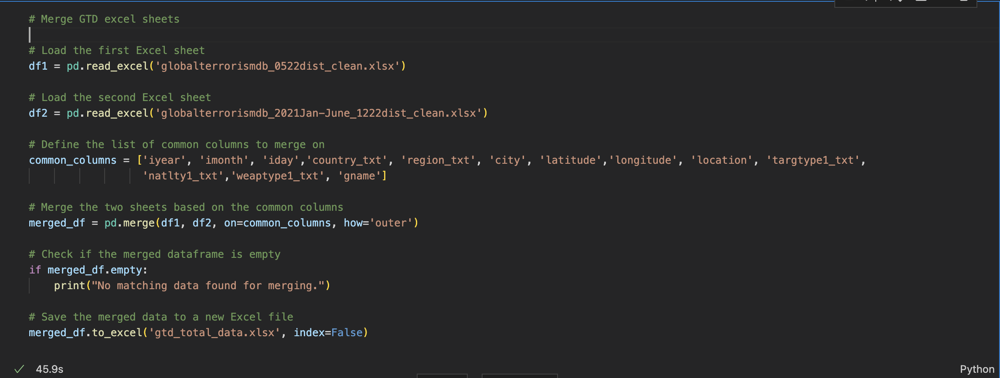 # Merge GTD excel sheets
# Load the first Excel sheet
df1 = pd.read_excel('globalterrorismdb_0522dist_clean.xlsx')
# Load the second Excel sheet
df2 = pd.read_excel('globalterrorismdb_2021Jan-June_1222dist_clean.xlsx')
# Define the list of common columns to merge on
common_columns = ['iyear', 'imonth', 'iday','country_txt', 'region_txt', 'city', 'latitude','longitude', 'location', 'targtype1_txt',
'natlty1_txt','weaptype1_txt', 'gname']
# Merge the two sheets based on the common columns
merged_df = pd.merge(df1, df2, on=common_columns, how='outer')
# Check if the merged dataframe is empty
if merged_df.empty:
print("No matching data found for merging.")
# Save the merged data to a new Excel file
merged_df.to_excel('gtd_total_data.xlsx', index=False)
45.9s
Python